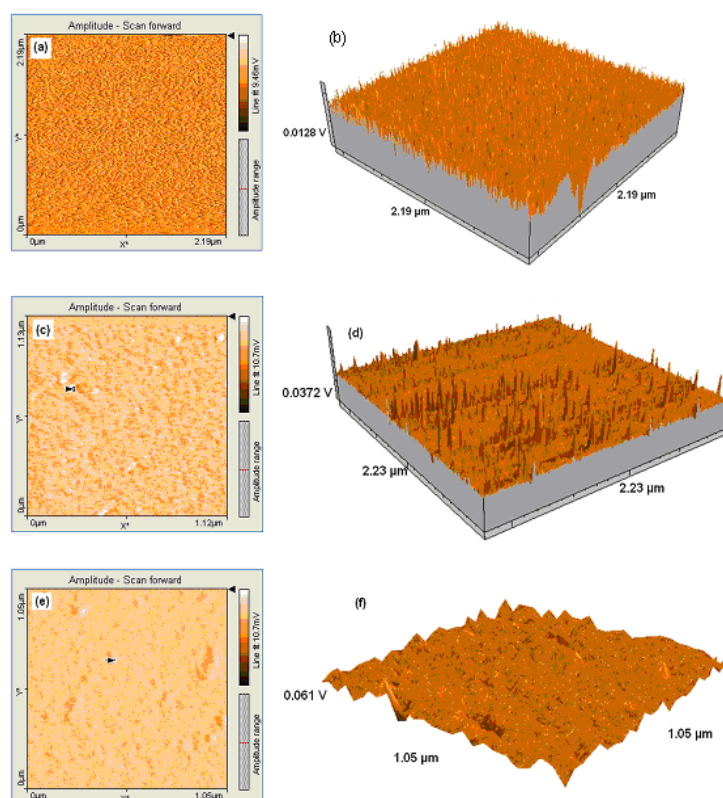 Amplitude - Scan forward
(a)
2.19µm
Y*
0µm
0µm
X*
2.19µm
Line fit 9.46mV
Amplitude range
(b)
0.0128 V
2.19 µm
2.19 µm
Amplitude - Scan forward
(c)
1.13µm
Y*
0µm
0µm
X*
1.12µm
Line fit 10.7mV
Amplitude range
(d)
0.0372 V
2.23 µm
2.23 µm
Amplitude - Scan forward
(e)
1.05µm
Y*
0µm
0µm
X*
1.05µm
Line fit 10.7mV
Amplitude range
(f)
0.061 V
1.05 µm
1.05 µm